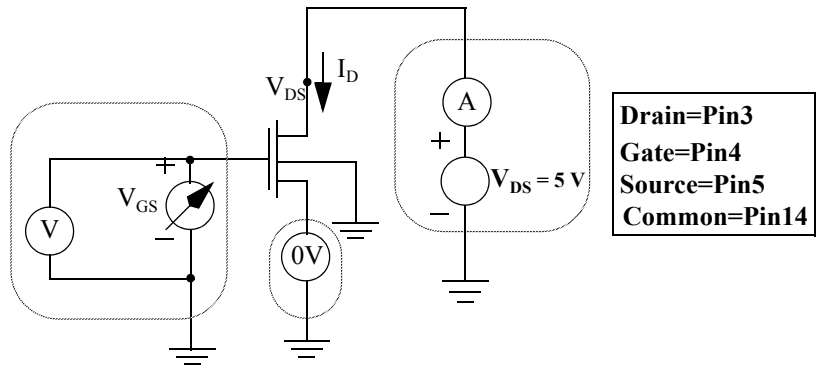 I_D
V_DS
A
+
+
V_GS
V_DS = 5 V
V
−
−
0V
Drain=Pin3
Gate=Pin4
Source=Pin5
Common=Pin14